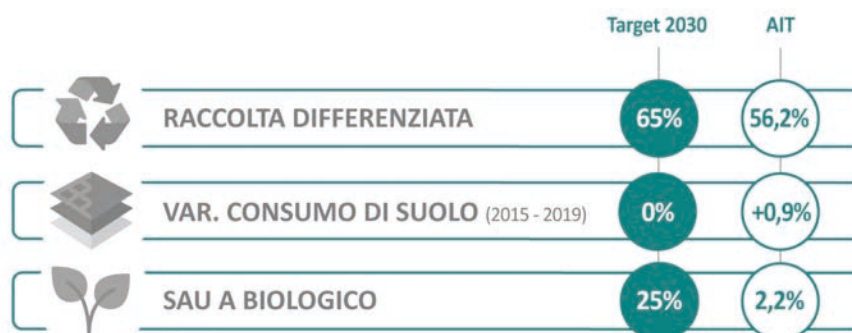 Target 2030 AIT
RACCOLTA DIFFERENZIATA 65% 56,2%
VAR. CONSUMO DI SUOLO (2015 - 2019) 0% +0,9%
SAU A BIOLOGICO 25% 2,2%